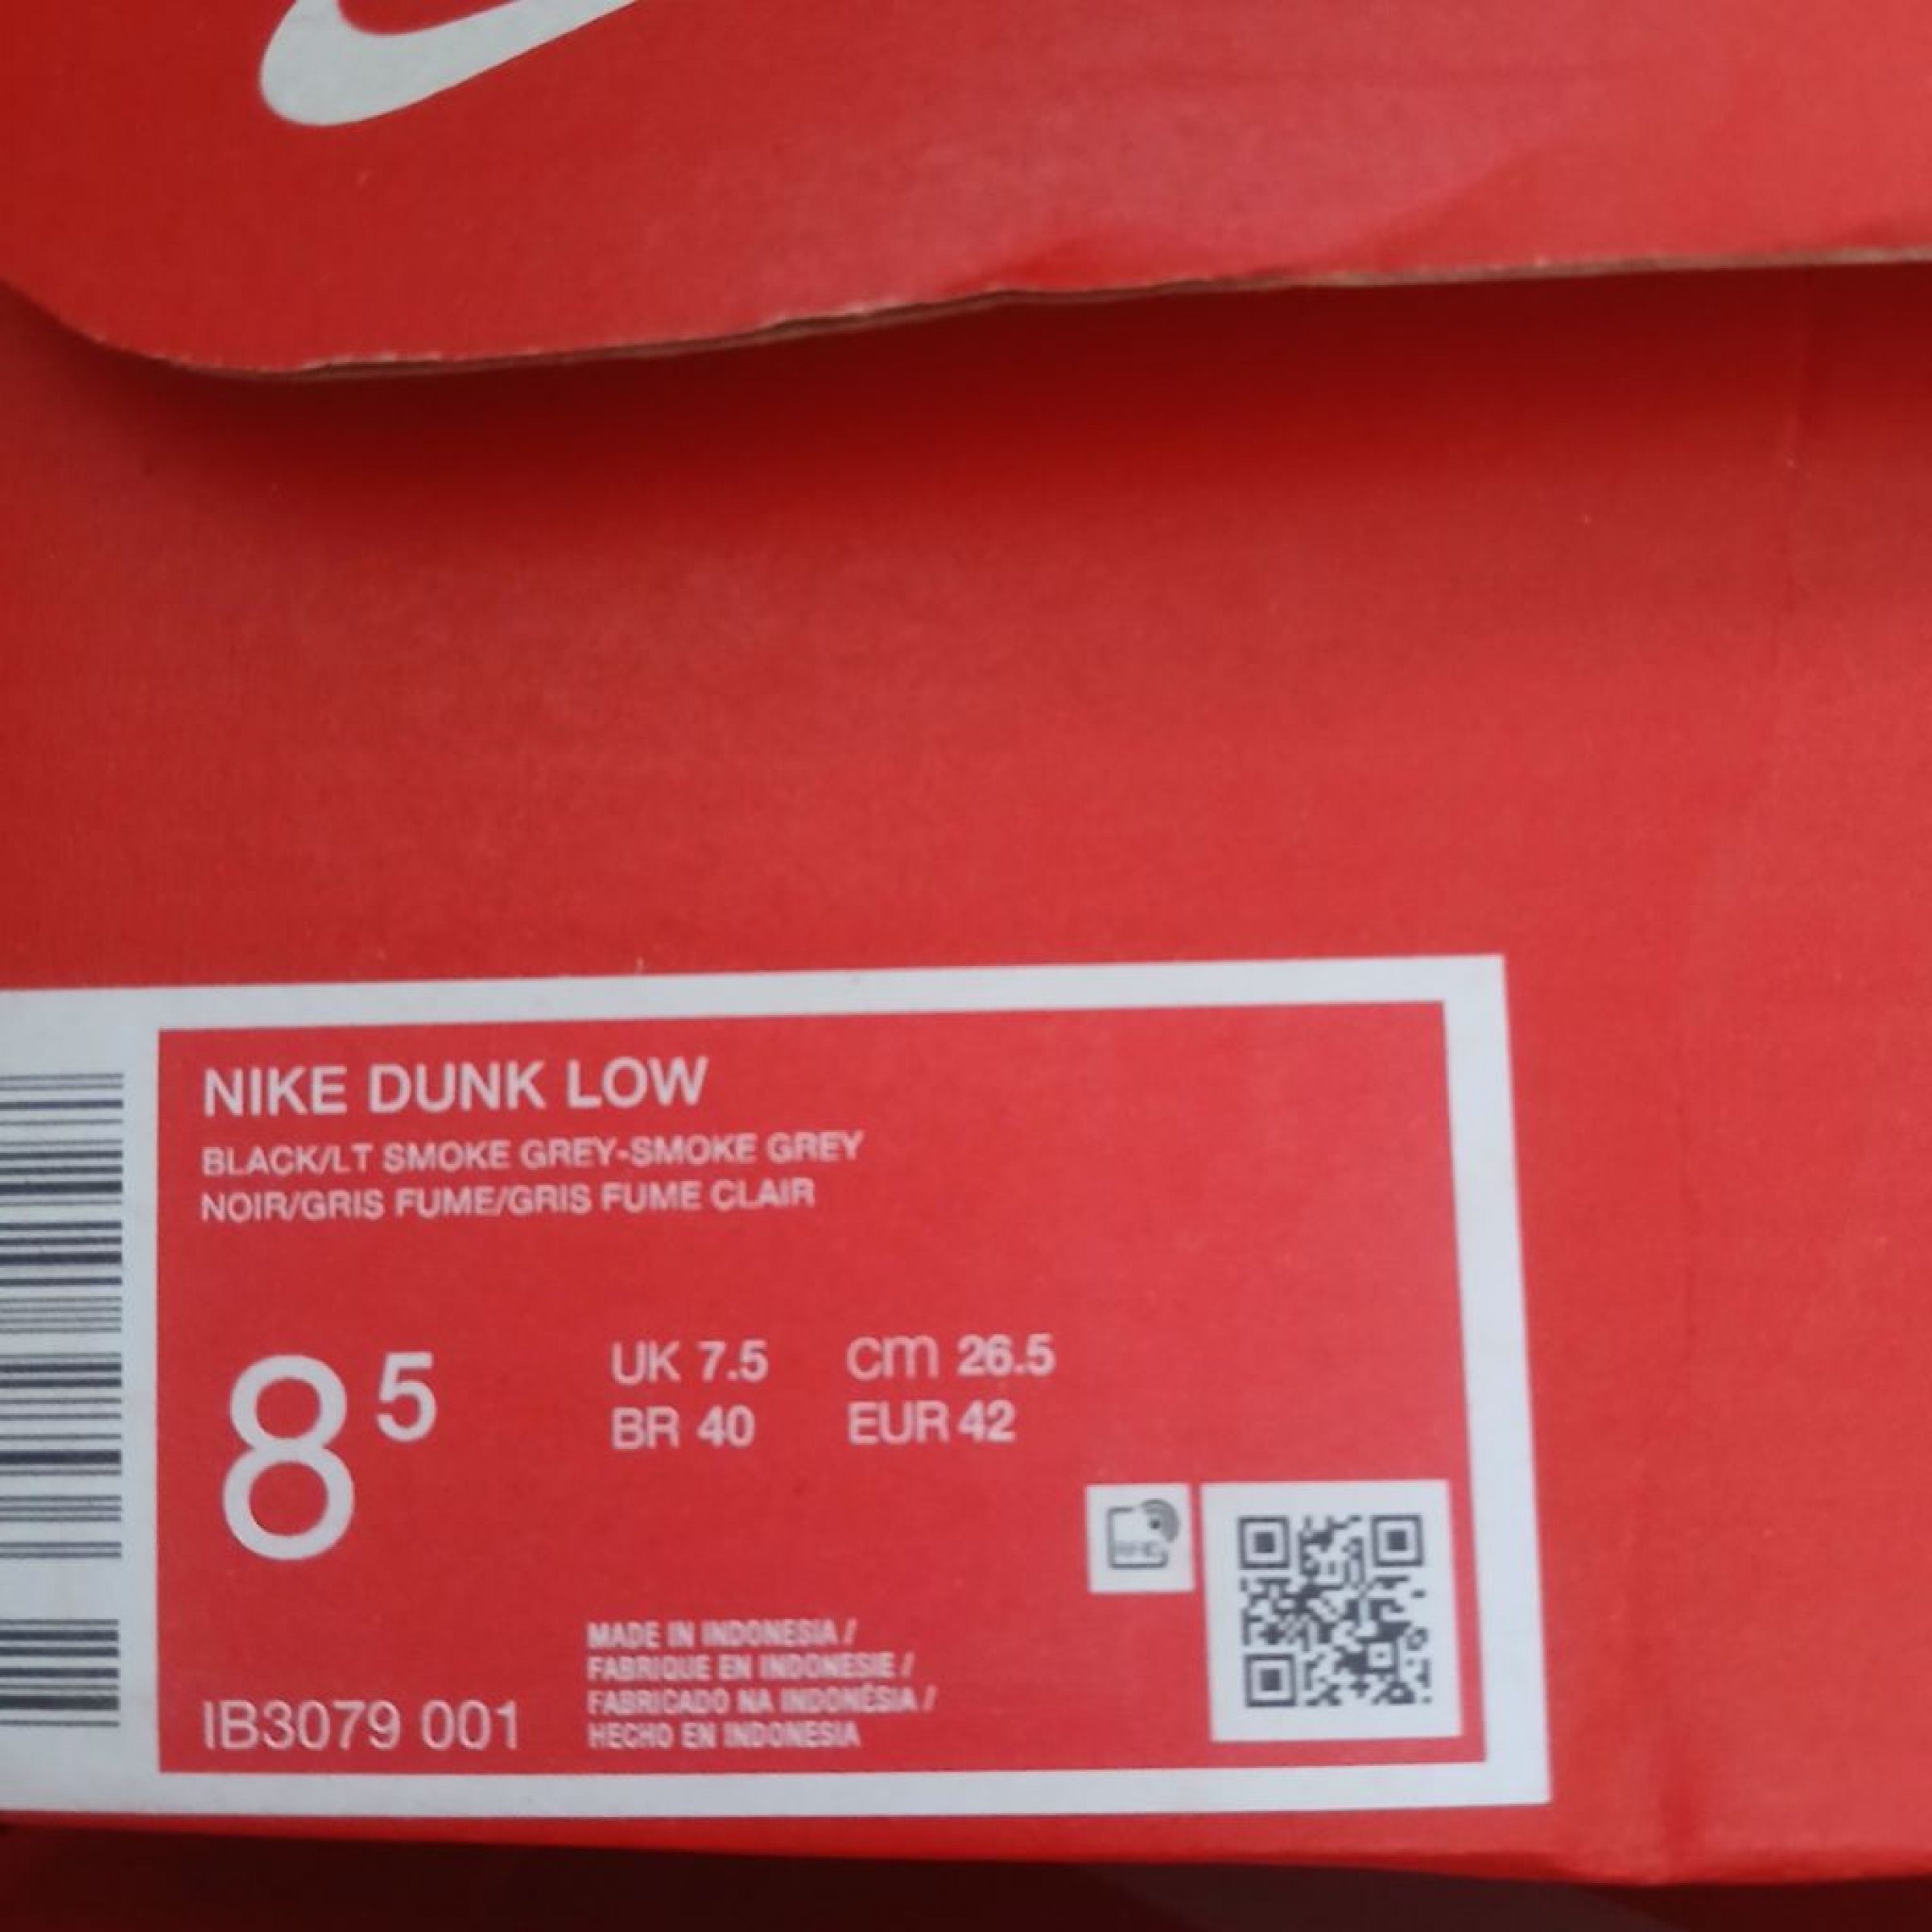 NIKE DUNK LOW
BLACK/LT SMOKE GREY-SMOKE GREY
NOIR/GRIS FUME/GRIS FUME CLAIR
8 5
UK 7.5 cm 26.5
BR 40 EUR 42
RFID
MADE IN INDONESIA /
FABRIQUE EN INDONESIE /
FABRICADO NA INDONÉSIA /
HECHO EN INDONESIA
IB3079 001